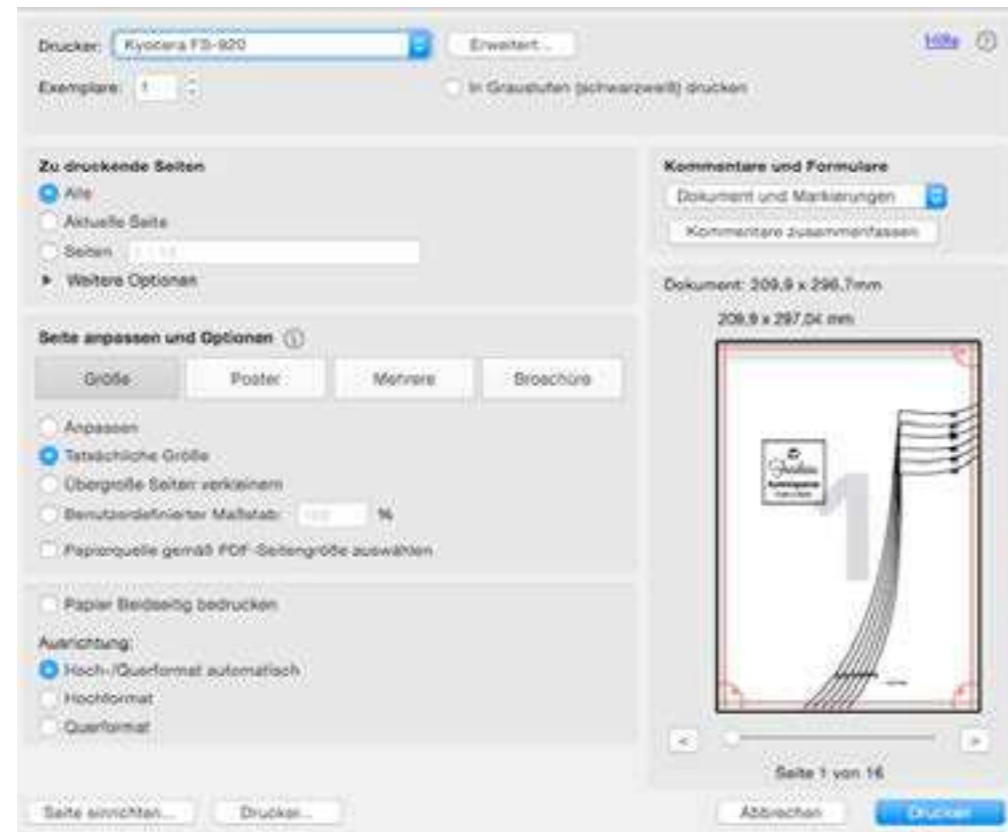 Drucker: Kyocera FS-920 Erweitert... Hilfe ?
Exemplare: 1 In Graustufen (schwarzweiß) drucken
Zu druckende Seiten
Alle
Aktuelle Seite
Seiten
Weitere Optionen
Kommentare und Formulare
Dokument und Markierungen
Kommentare zusammenfassen
Seite anpassen und Optionen i
Größe Poster Mehrere Broschüre
Anpassen
Tatsächliche Größe
Übergroße Seiten verkleinern
Benutzerdefinierter Maßstab: %
Papierquelle gemäß PDF-Seitengröße auswählen
Papier Beidseitig bedrucken
Ausrichtung:
Hoch-/Querformat automatisch
Hochformat
Querformat
Dokument: 209,9 x 296,7mm
209,9 x 297,04 mm
1
< >
Seite 1 von 16
Seite einrichten... Drucker... Abbrechen Drucken